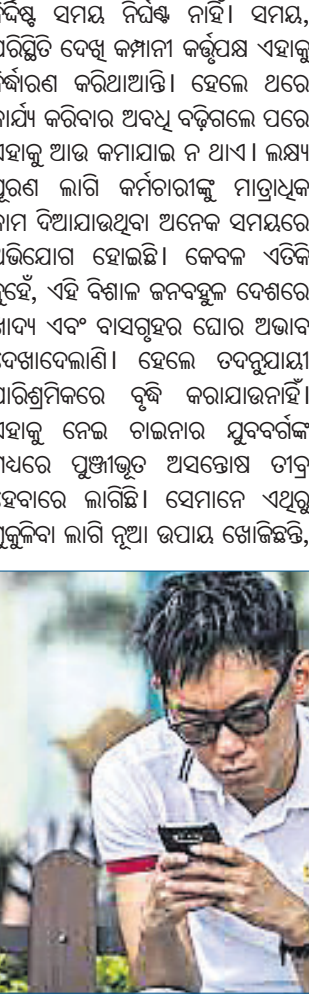 ନିର୍ଦ୍ଦିଷ୍ଟ ସମୟ ନିର୍ଘଣ୍ଟ ନାହିଁ। ସମୟ,
ପରିସ୍ଥିତି ଦେଖି କମ୍ପାନୀ କର୍ତ୍ତୃପକ୍ଷ ଏହାକୁ
ନିର୍ଦ୍ଧାରଣ କରିଥାଆନ୍ତି। ହେଲେ ଥରେ
କାର୍ଯ୍ୟ କରିବାର ଅବଧି ବଢ଼ିଗଲେ ପରେ
ଏହାକୁ ଆଉ କମାଯାଇ ନ ଥାଏ। ଲକ୍ଷ୍ୟ
ପୂରଣ ଲାଗି କର୍ମଚାରୀଙ୍କୁ ମାତ୍ରାଧିକ
କାମ ଦିଆଯାଉଥିବା ଅନେକ ସମୟରେ
ଅଭିଯୋଗ ହୋଇଛି। କେବଳ ଏତିକି
ନୁହେଁ, ଏହି ବିଶାଳ ଜନବହୁଳ ଦେଶରେ
ଖାଦ୍ୟ ଏବଂ ବାସଗୃହର ଘୋର ଅଭାବ
ଦେଖାଦେଲାଣି। ହେଲେ ତଦନୁଯାୟୀ
ପାରିଶ୍ରମିକରେ ବୃଦ୍ଧି କରାଯାଉନାହିଁ।
ଏହାକୁ ନେଇ ଚାଇନାର ଯୁବବର୍ଗଙ୍କ
ମଧ୍ୟରେ ପୁଞ୍ଜୀଭୂତ ଅସନ୍ତୋଷ ତୀବ୍ର
ହେବାରେ ଲାଗିଛି। ସେମାନେ ଏଥିରୁ
ମୁକୁଳିବା ଲାଗି ନୂଆ ଉପାୟ ଖୋଜିଛନ୍ତି,